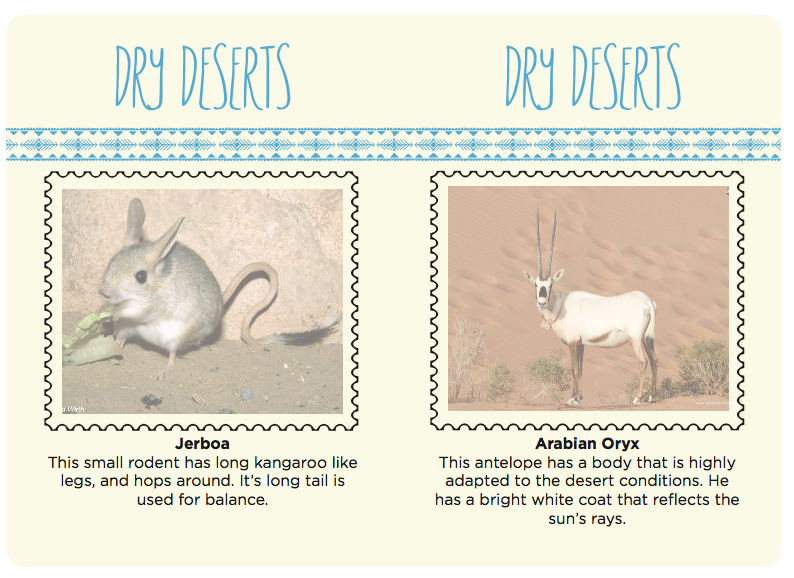 DRY DESERTS
DRY DESERTS
d Wirth
Jerboa
This small rodent has long kangaroo like
legs, and hops around. It’s long tail is
used for balance.
Arabian Oryx
This antelope has a body that is highly
adapted to the desert conditions. He
has a bright white coat that reflects the
sun’s rays.